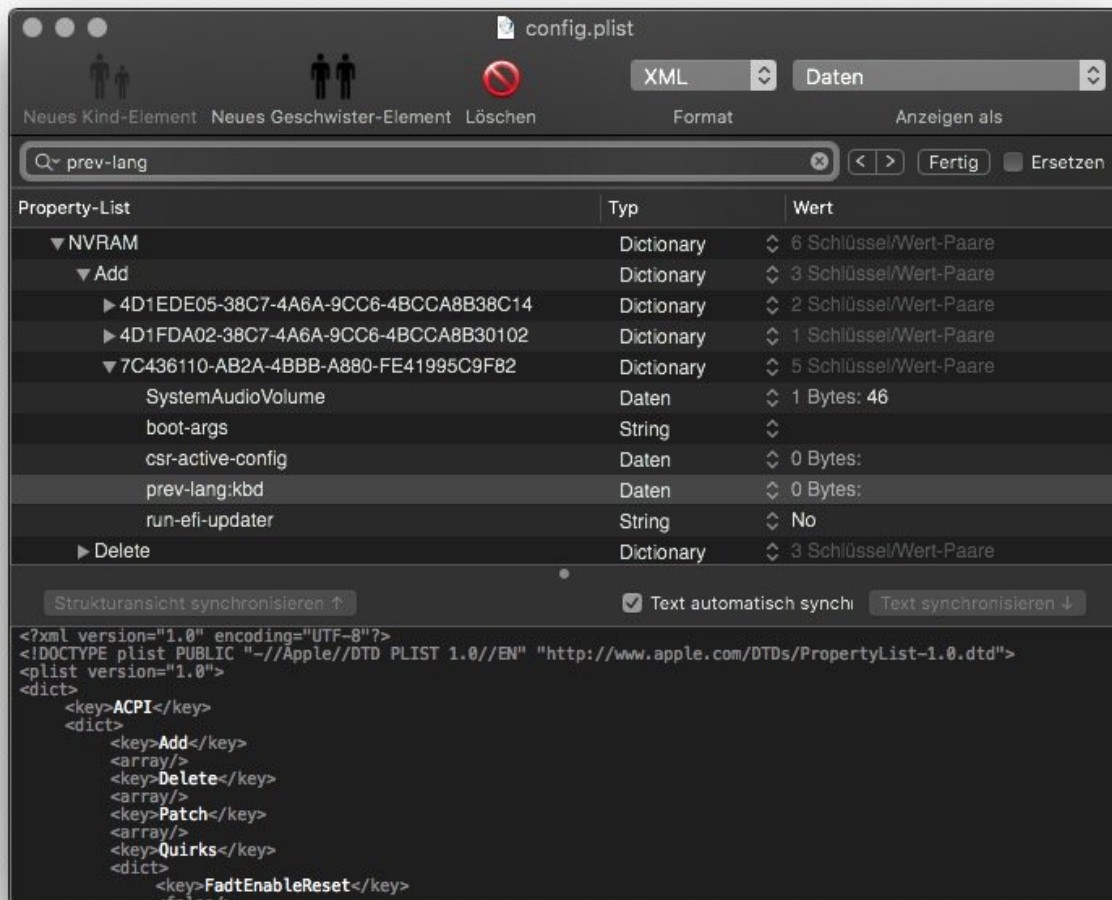 config.plist
XML Daten
Neues Kind-Element Neues Geschwister-Element Löschen Format Anzeigen als
prev-lang < > Fertig Ersetzen
Property-List Typ Wert
NVRAM Dictionary 6 Schlüssel/Wert-Paare
Add Dictionary 3 Schlüssel/Wert-Paare
4D1EDE05-38C7-4A6A-9CC6-4BCCA8B38C14 Dictionary 2 Schlüssel/Wert-Paare
4D1FDA02-38C7-4A6A-9CC6-4BCCA8B30102 Dictionary 1 Schlüssel/Wert-Paare
7C436110-AB2A-4BBB-A880-FE41995C9F82 Dictionary 5 Schlüssel/Wert-Paare
SystemAudioVolume Daten 1 Bytes: 46
boot-args String
csr-active-config Daten 0 Bytes:
prev-lang:kbd Daten 0 Bytes:
run-efi-updater String No
Delete Dictionary 3 Schlüssel/Wert-Paare
Strukturansicht synchronisieren ↑ Text automatisch synchı Text synchronisieren ↓
<?xml version="1.0" encoding="UTF-8"?>
<!DOCTYPE plist PUBLIC "-//Apple//DTD PLIST 1.0//EN" "http://www.apple.com/DTDs/PropertyList-1.0.dtd">
<plist version="1.0">
<dict>
<key>ACPI</key>
<dict>
<key>Add</key>
<array/>
<key>Delete</key>
<array/>
<key>Patch</key>
<array/>
<key>Quirks</key>
<dict>
<key>FadtEnableReset</key>